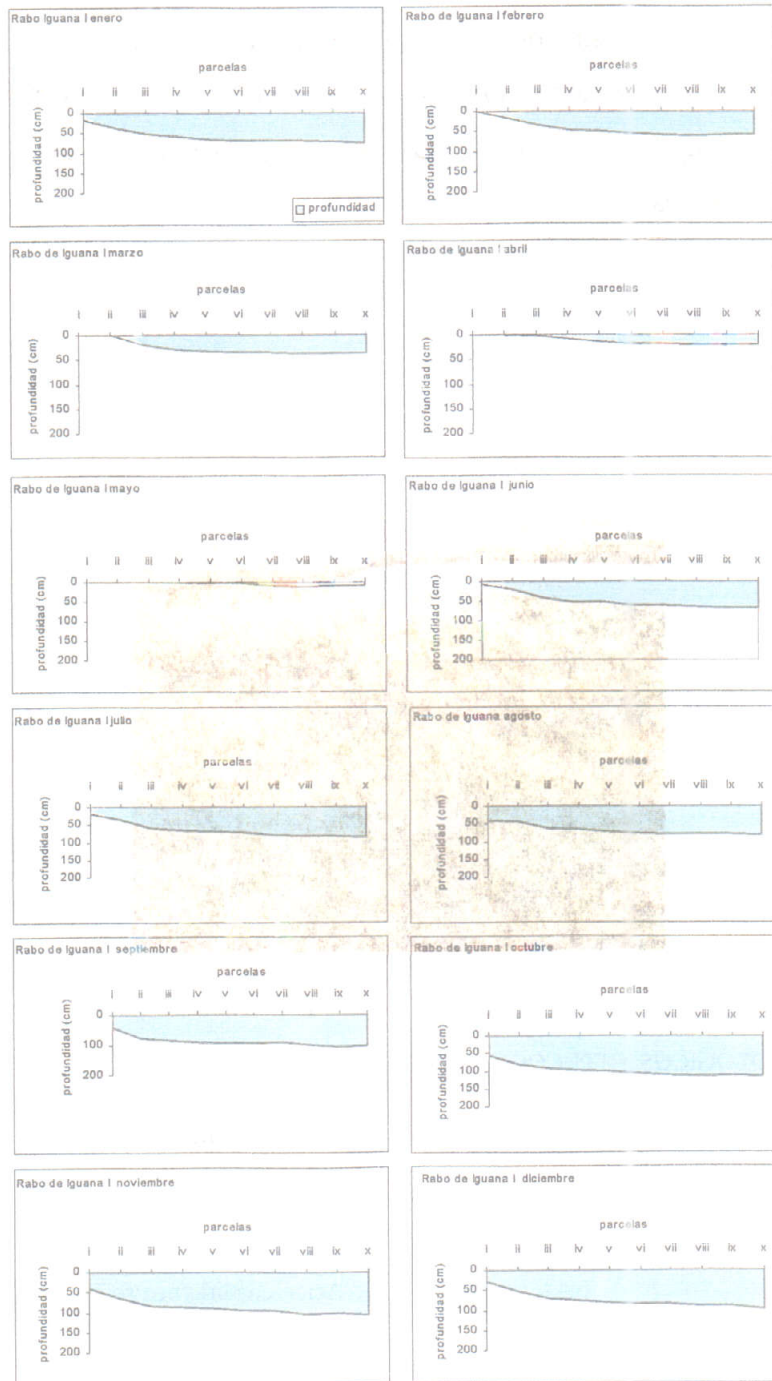 Rabo Iguana I enero
parcelas
i ii iii iv v vi vii viii ix x
profundidad (cm)
0
50
100
150
200
profundidad
Rabo de Iguana I febrero
parcelas
i ii iii iv v vi vii viii ix x
profundidad (cm)
0
50
100
150
200
Rabo de Iguana I marzo
parcelas
i ii iii iv v vi vii viii ix x
profundidad (cm)
0
50
100
150
200
Rabo de Iguana I abril
parcelas
i ii iii iv v vi vii viii ix x
profundidad (cm)
0
50
100
150
200
Rabo de Iguana I mayo
parcelas
i ii iii iv v vi vii viii ix x
profundidad (cm)
0
50
100
150
200
Rabo de Iguana I junio
parcelas
i ii iii iv v vi vii viii ix x
profundidad (cm)
0
50
100
150
200
Rabo de Iguana I julio
parcelas
i ii iii iv v vi vii viii ix x
profundidad (cm)
0
50
100
150
200
Rabo de Iguana agosto
parcelas
i ii iii iv v vi vii viii ix x
profundidad (cm)
0
50
100
150
200
Rabo de Iguana I septiembre
parcelas
i ii iii iv v vi vii viii ix x
profundidad (cm)
0
100
200
Rabo de Iguana I octubre
parcelas
i ii iii iv v vi vii viii ix x
profundidad (cm)
0
50
100
150
200
Rabo de Iguana I noviembre
parcelas
i ii iii iv v vi vii viii ix x
profundidad (cm)
0
50
100
150
200
Rabo de Iguana I diciembre
parcelas
i ii iii iv v vi vii viii ix x
profundidad (cm)
0
50
100
150
200